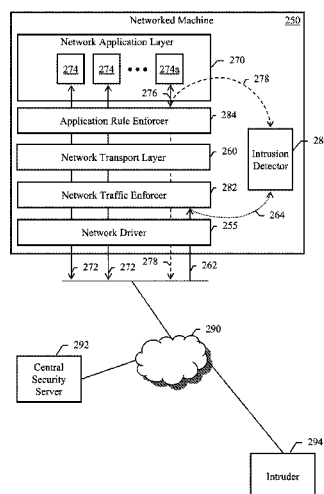 Networked Machine
250
Network Application Layer
274
274
•••
274n
270
276
278
Application Rule Enforcer
284
Network Transport Layer
260
28
Intrusion
Detector
Network Traffic Enforcer
282
264
Network Driver
255
272
272
278
262
290
292
Central
Security
Server
294
Intruder